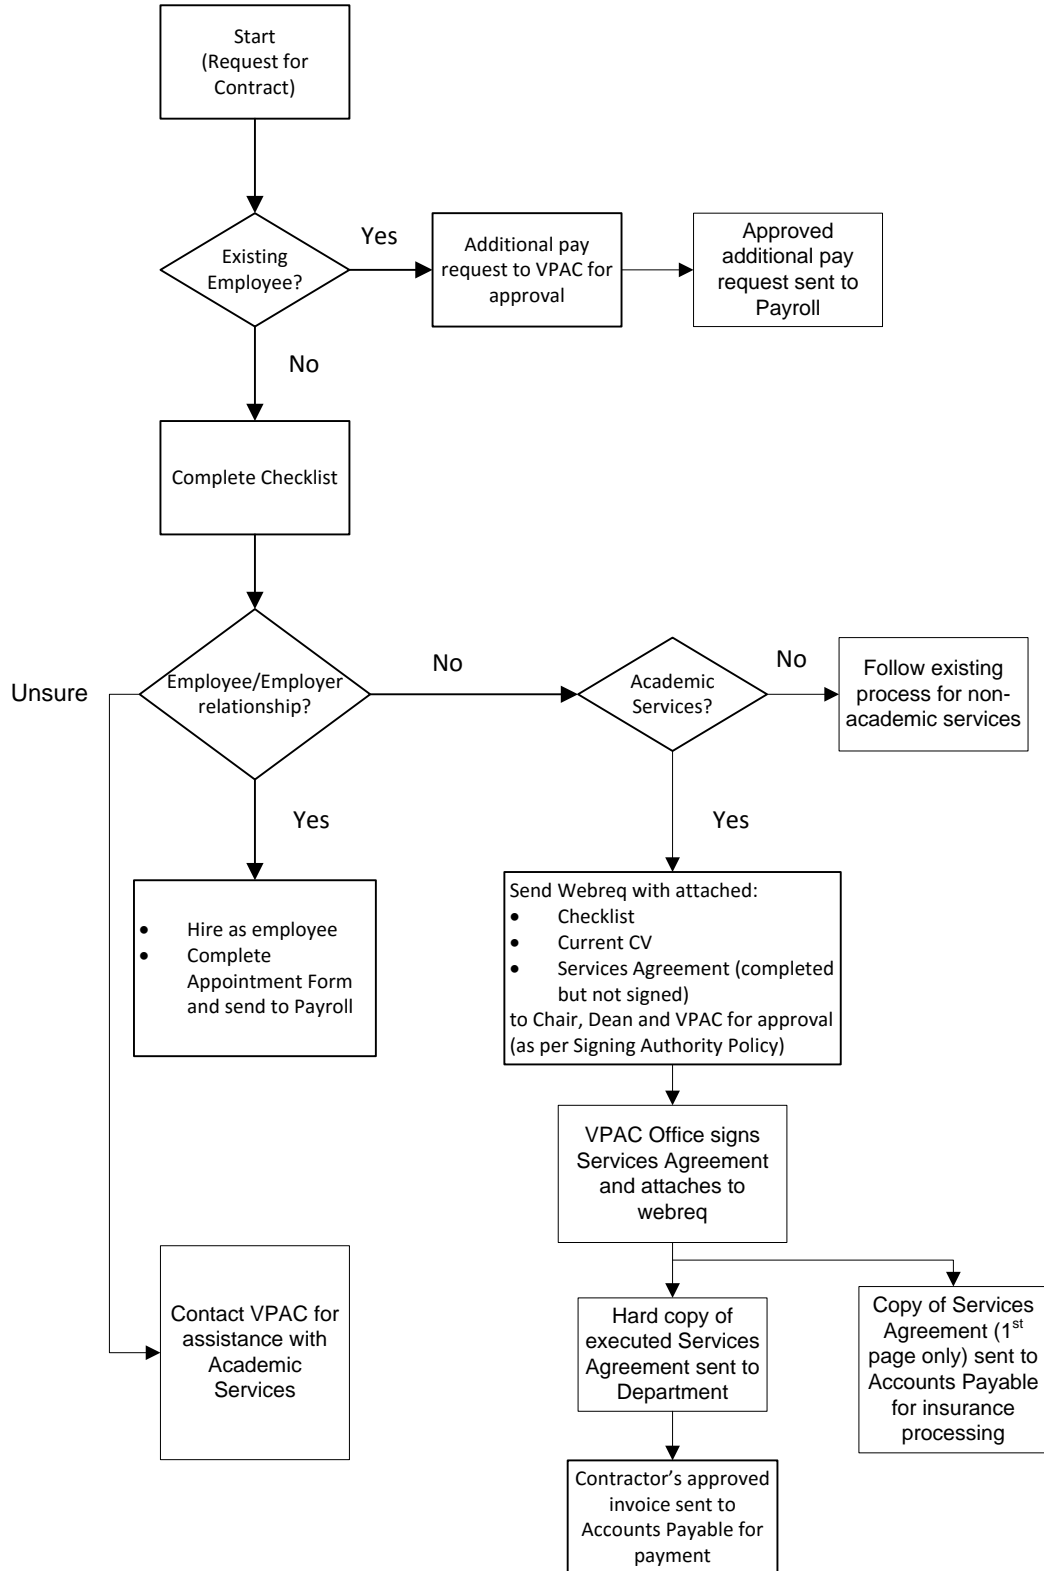 Start
(Request for
Contract)
Existing
Employee?
Yes
Additional pay
request to VPAC for
approval
Approved
additional pay
request sent to
Payroll
No
Complete Checklist
Unsure
Employee/Employer
relationship?
No
Academic
Services?
No
Follow existing
process for non-
academic services
Yes
Yes
• Hire as employee
• Complete
Appointment Form
and send to Payroll
Send Webreq with attached:
• Checklist
• Current CV
• Services Agreement (completed
but not signed)
to Chair, Dean and VPAC for approval
(as per Signing Authority Policy)
VPAC Office signs
Services Agreement
and attaches to
webreq
Contact VPAC for
assistance with
Academic
Services
Hard copy of
executed Services
Agreement sent to
Department
Copy of Services
Agreement (1st
page only) sent to
Accounts Payable
for insurance
processing
Contractor’s approved
invoice sent to
Accounts Payable for
payment